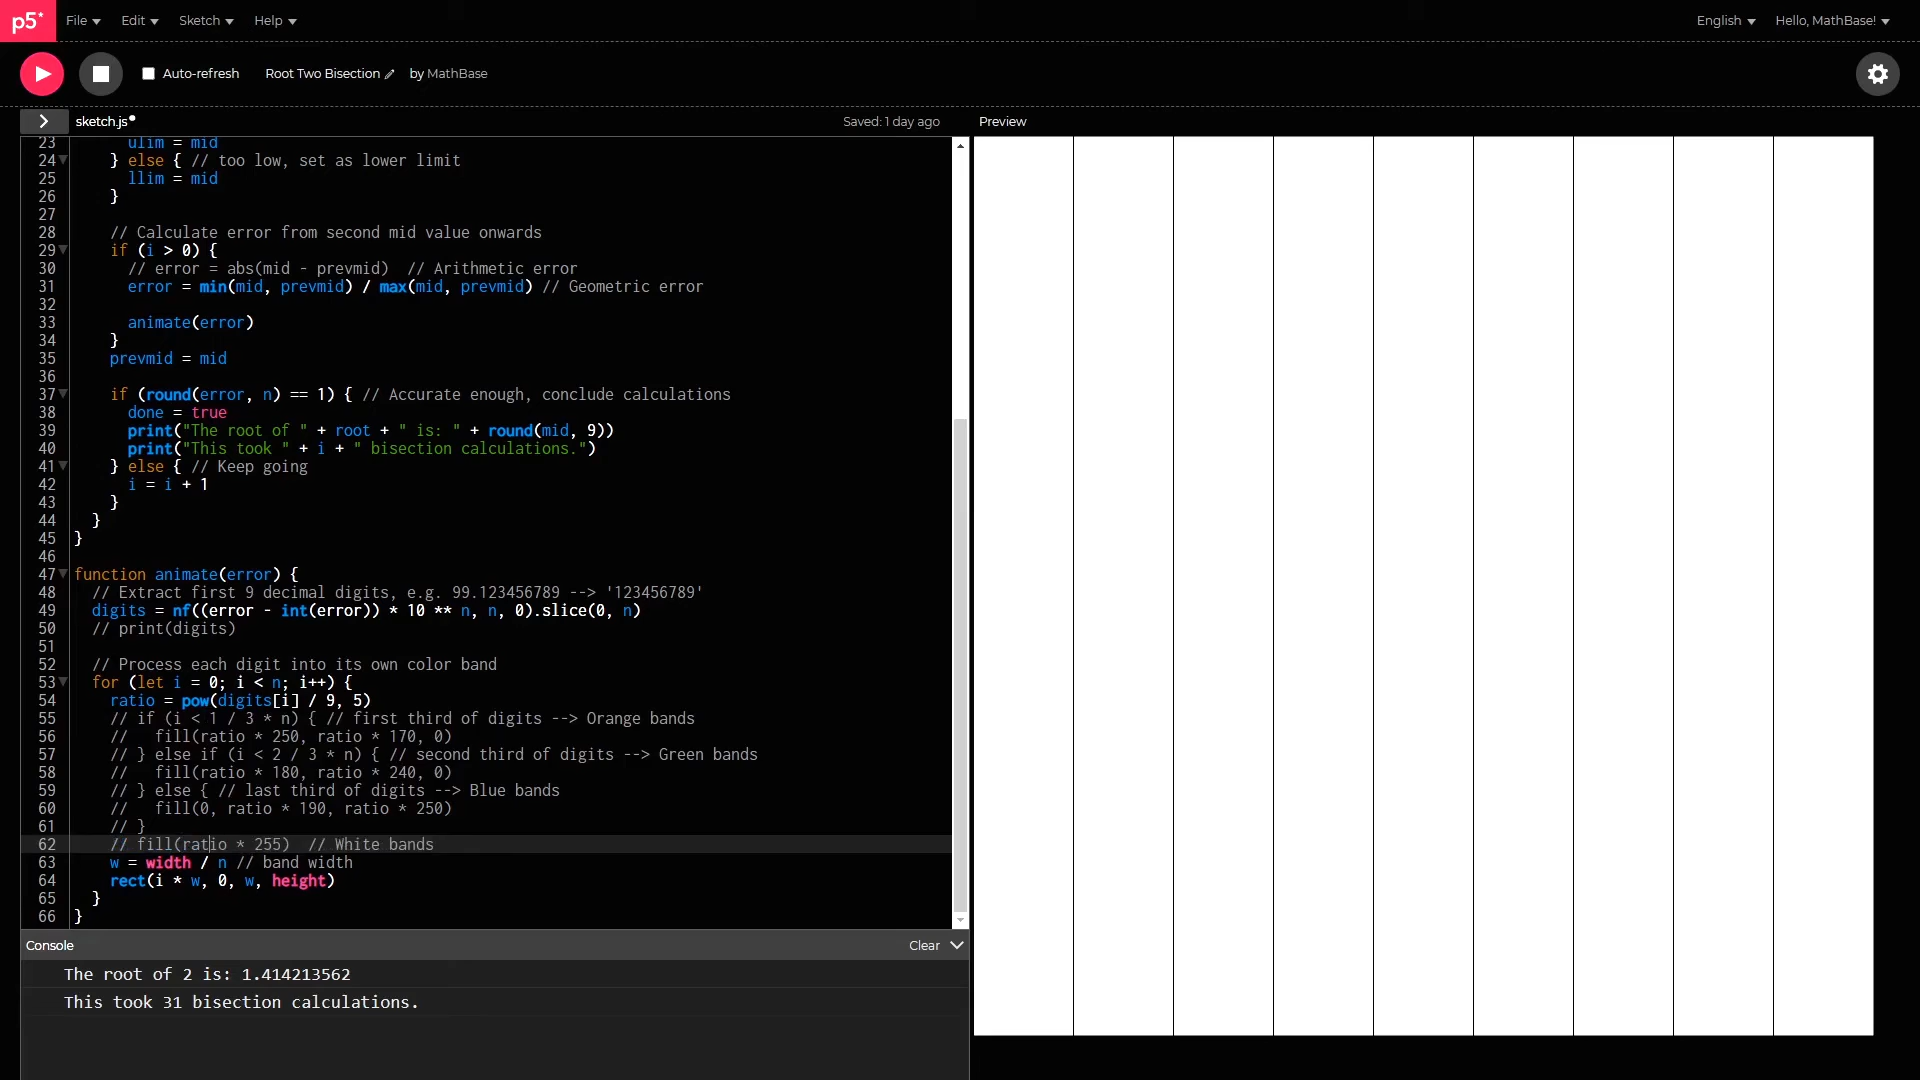 p5* File Edit Sketch Help English Hello, MathBase!
Auto-refresh Root Two Bisection by MathBase
sketch.js Saved: 1 day ago Preview
23 ulim = mid
24 } else { // too low, set as lower limit
25 llim = mid
26 }
27
28 // Calculate error from second mid value onwards
29 if (i > 0) {
30 // error = abs(mid - prevmid)  // Arithmetic error
31 error = min(mid, prevmid) / max(mid, prevmid) // Geometric error
32
33 animate(error)
34 }
35 prevmid = mid
36
37 if (round(error, n) == 1) { // Accurate enough, conclude calculations
38 done = true
39 print("The root of " + root + " is: " + round(mid, 9))
40 print("This took " + i + " bisection calculations.")
41 } else { // Keep going
42 i = i + 1
43 }
44 }
45 }
46
47 function animate(error) {
48 // Extract first 9 decimal digits, e.g. 99.123456789 --> '123456789'
49 digits = nf((error - int(error)) * 10 ** n, n, 0).slice(0, n)
50 // print(digits)
51
52 // Process each digit into its own color band
53 for (let i = 0; i < n; i++) {
54 ratio = pow(digits[i] / 9, 5)
55 // if (i < 1 / 3 * n) { // first third of digits --> Orange bands
56 //   fill(ratio * 250, ratio * 170, 0)
57 // } else if (i < 2 / 3 * n) { // second third of digits --> Green bands
58 //   fill(ratio * 180, ratio * 240, 0)
59 // } else { // last third of digits --> Blue bands
60 //   fill(0, ratio * 190, ratio * 250)
61 // }
62 // fill(ratio * 255)  // White bands
63 w = width / n // band width
64 rect(i * w, 0, w, height)
65 }
66 }
Console Clear
The root of 2 is: 1.414213562
This took 31 bisection calculations.